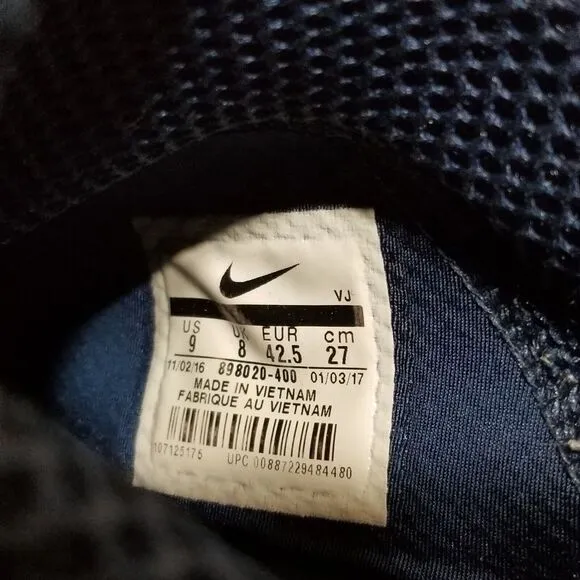 VJ
US UK EUR cm
9 8 42.5 27
11/02/16 898020-400 01/03/17
MADE IN VIETNAM
FABRIQUE AU VIETNAM
107125175 UPC 00887229484480